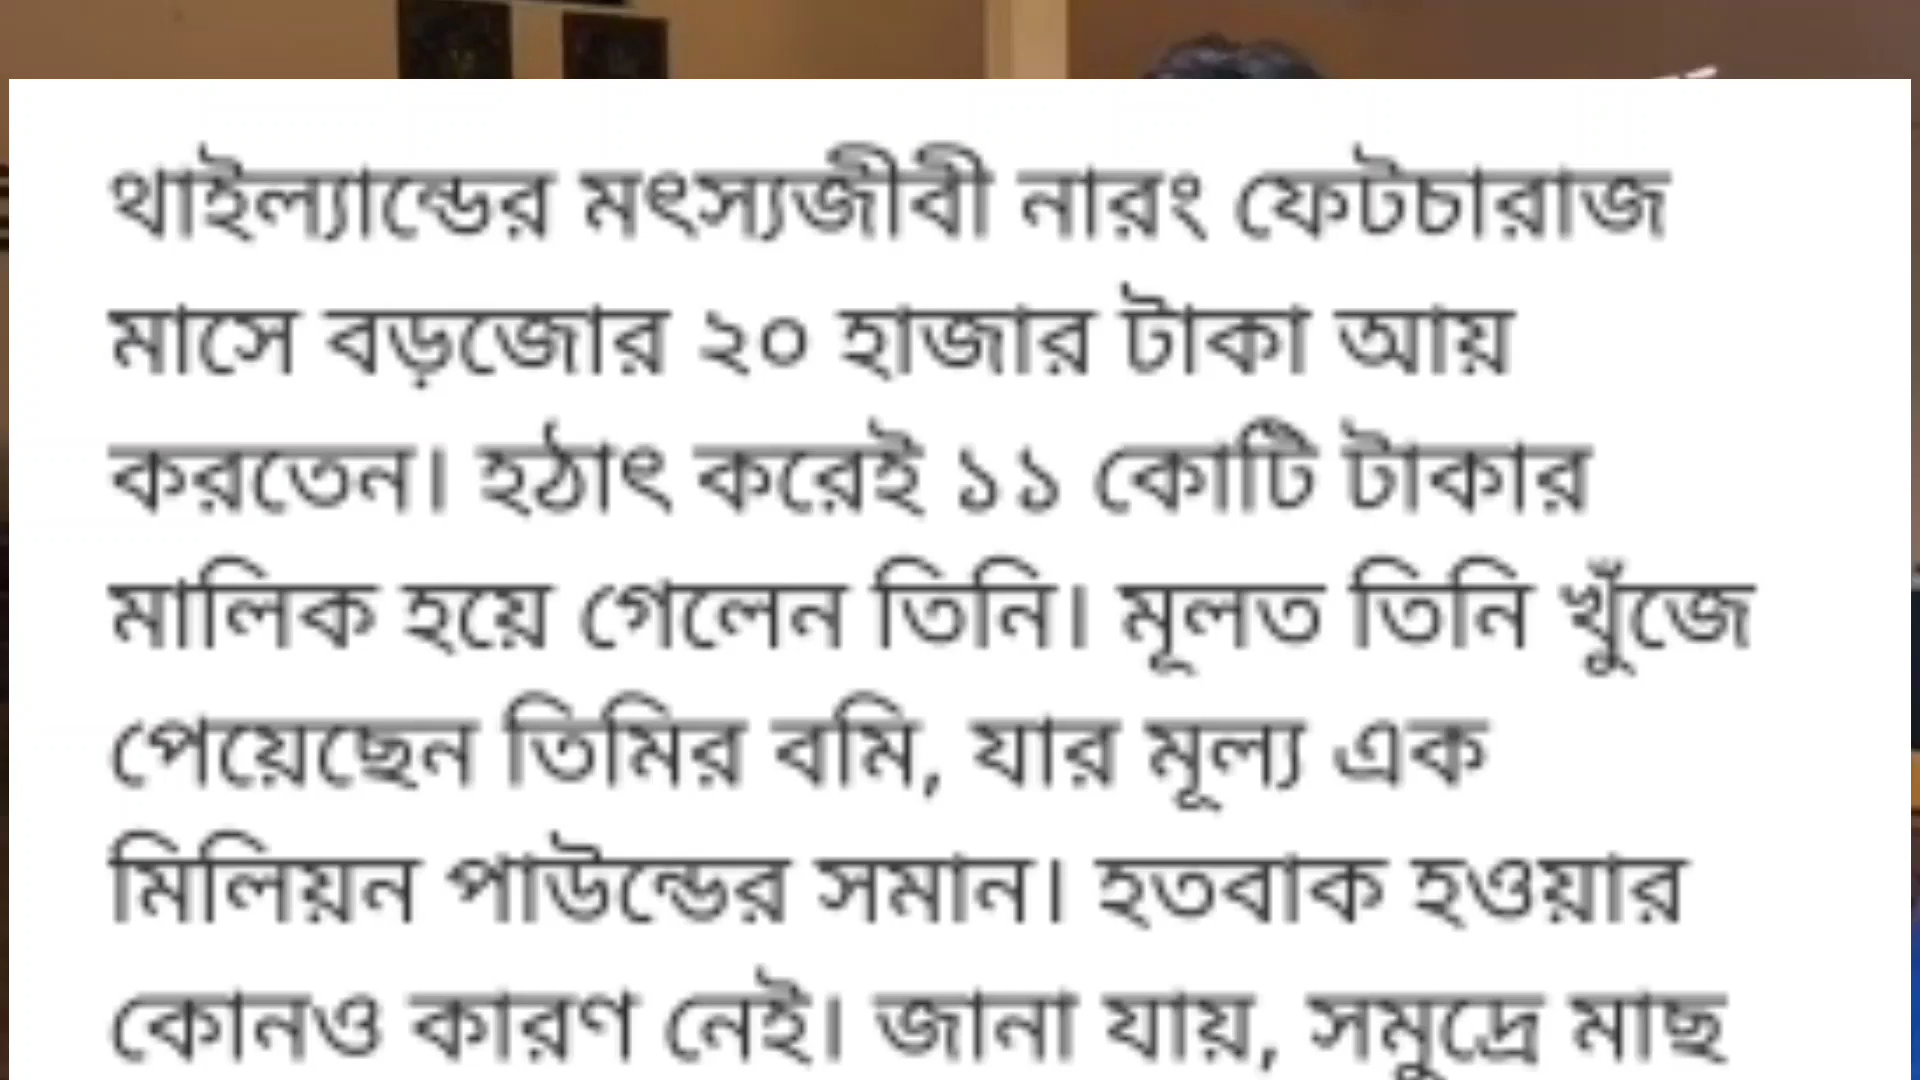 থাইল্যান্ডের মৎস্যজীবী নারং ফেটচারাজ
মাসে বড়জোর ২০ হাজার টাকা আয়
করতেন। হঠাৎ করেই ১১ কোটি টাকার
মালিক হয়ে গেলেন তিনি। মূলত তিনি খুঁজে
পেয়েছেন তিমির বমি, যার মূল্য এক
মিলিয়ন পাউন্ডের সমান। হতবাক হওয়ার
কোনও কারণ নেই। জানা যায়, সমুদ্রে মাছ